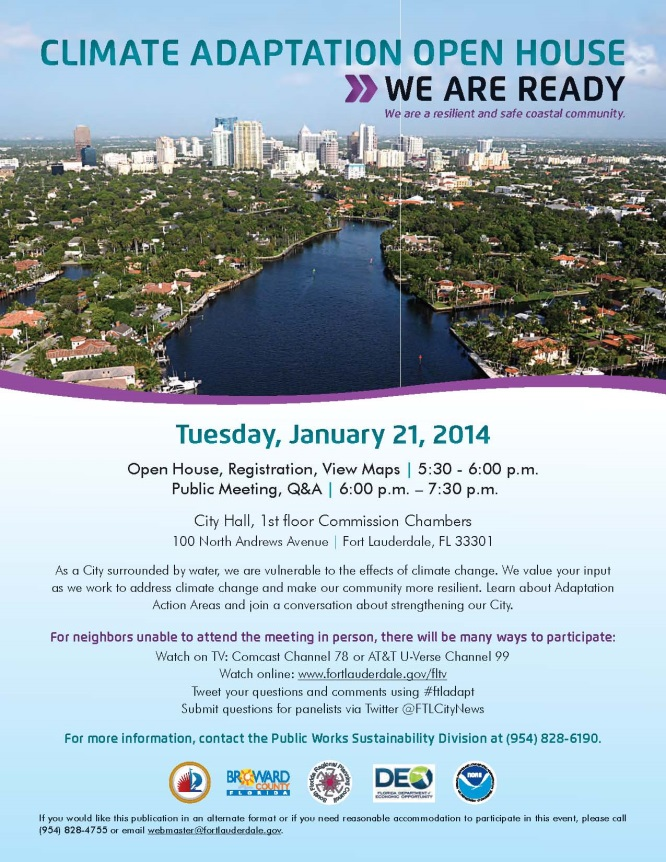 CLIMATE ADAPTATION OPEN HOUSE
WE ARE READY
We are a resilient and safe coastal community.
Tuesday, January 21, 2014
Open House, Registration, View Maps | 5:30 - 6:00 p.m.
Public Meeting, Q&A | 6:00 p.m. – 7:30 p.m.
City Hall, 1st floor Commission Chambers
100 North Andrews Avenue | Fort Lauderdale, FL 33301
As a City surrounded by water, we are vulnerable to the effects of climate change. We value your input
as we work to address climate change and make our community more resilient. Learn about Adaptation
Action Areas and join a conversation about strengthening our City.
For neighbors unable to attend the meeting in person, there will be many ways to participate:
Watch on TV: Comcast Channel 78 or AT&T U-Verse Channel 99
Watch online: www.fortlauderdale.gov/fltv
Tweet your questions and comments using #ftladapt
Submit questions for panelists via Twitter @FTLCityNews
For more information, contact the Public Works Sustainability Division at (954) 828-6190.
BROWARD
COUNTY
FLORIDA
South Florida Regional Planning Council
DEO
FLORIDA DEPARTMENT of
ECONOMIC OPPORTUNITY
noaa
If you would like this publication in an alternate format or if you need reasonable accommodation to participate in this event, please call
(954) 828-4755 or email webmaster@fortlauderdale.gov.